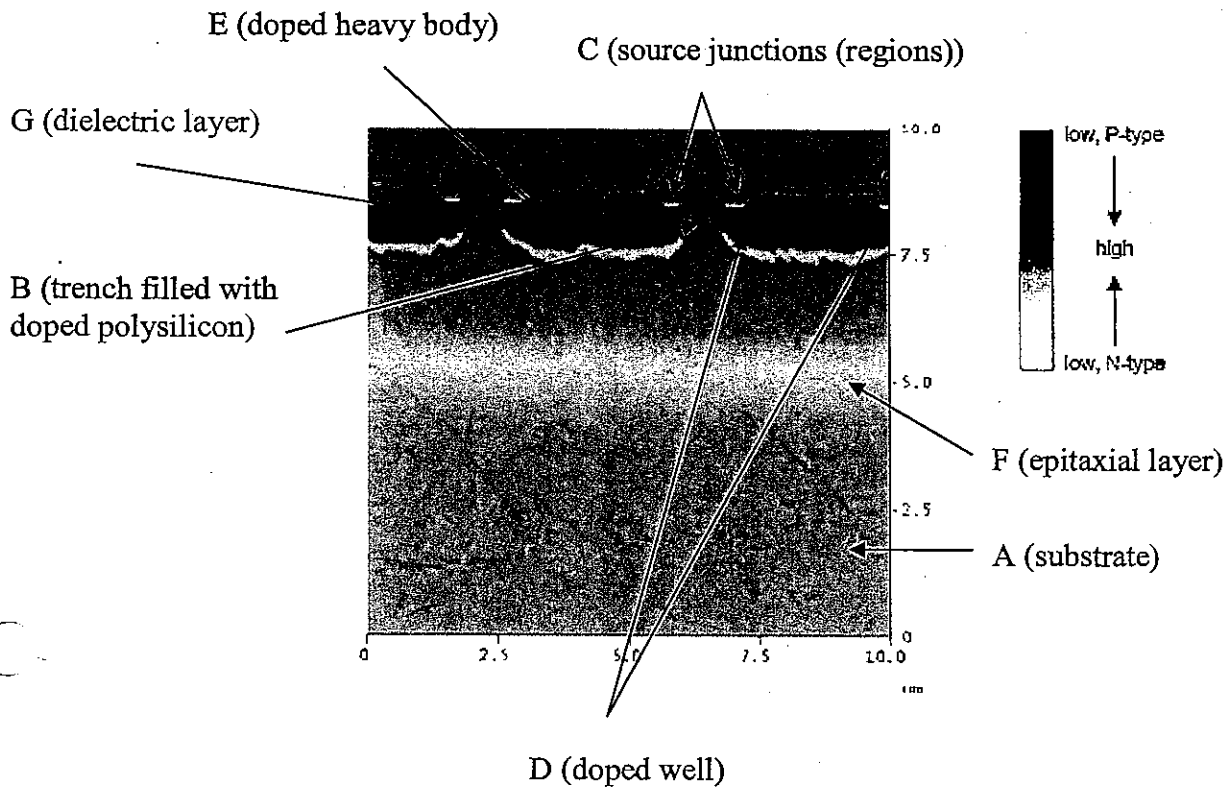 E (doped heavy body)
C (source junctions (regions))
G (dielectric layer)
B (trench filled with
doped polysilicon)
10.0
7.5
5.0
2.5
0
0
2.5
5.0
7.5
10.0
low, P-type
high
low, N-type
F (epitaxial layer)
A (substrate)
D (doped well)